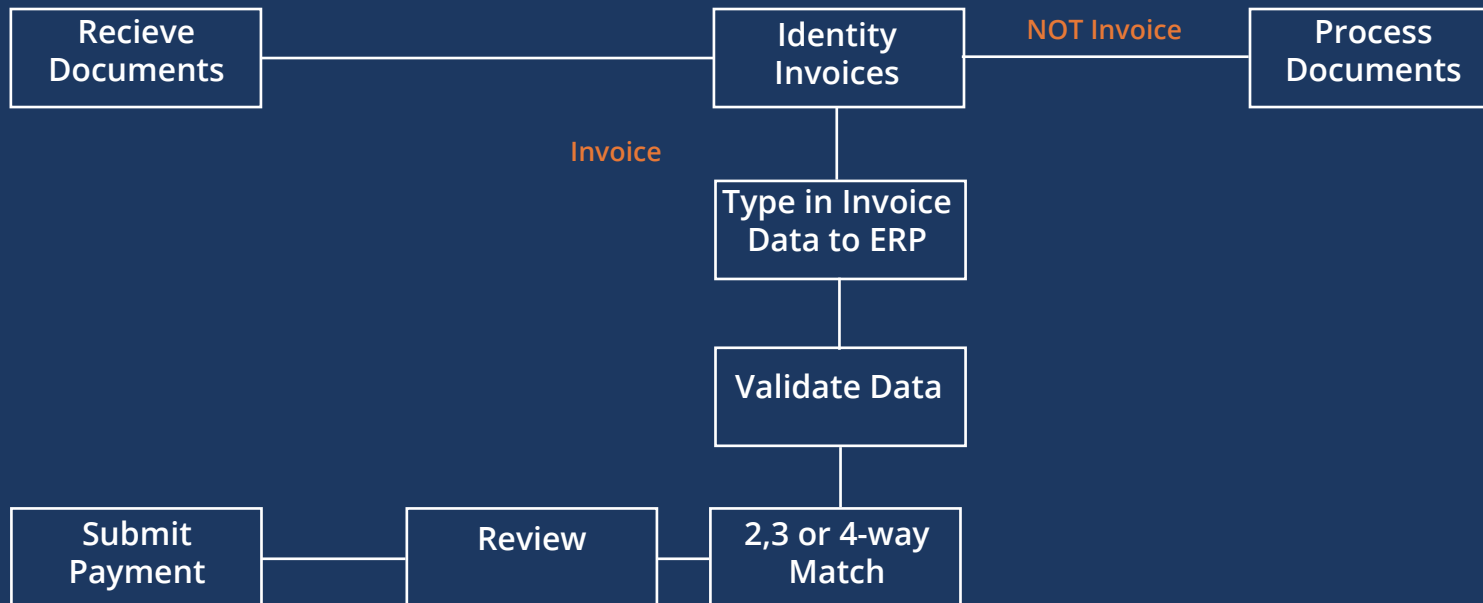 Recieve
Documents
Identity
Invoices
NOT Invoice
Process
Documents
Invoice
Type in Invoice
Data to ERP
Validate Data
Submit
Payment
Review
2,3 or 4-way
Match